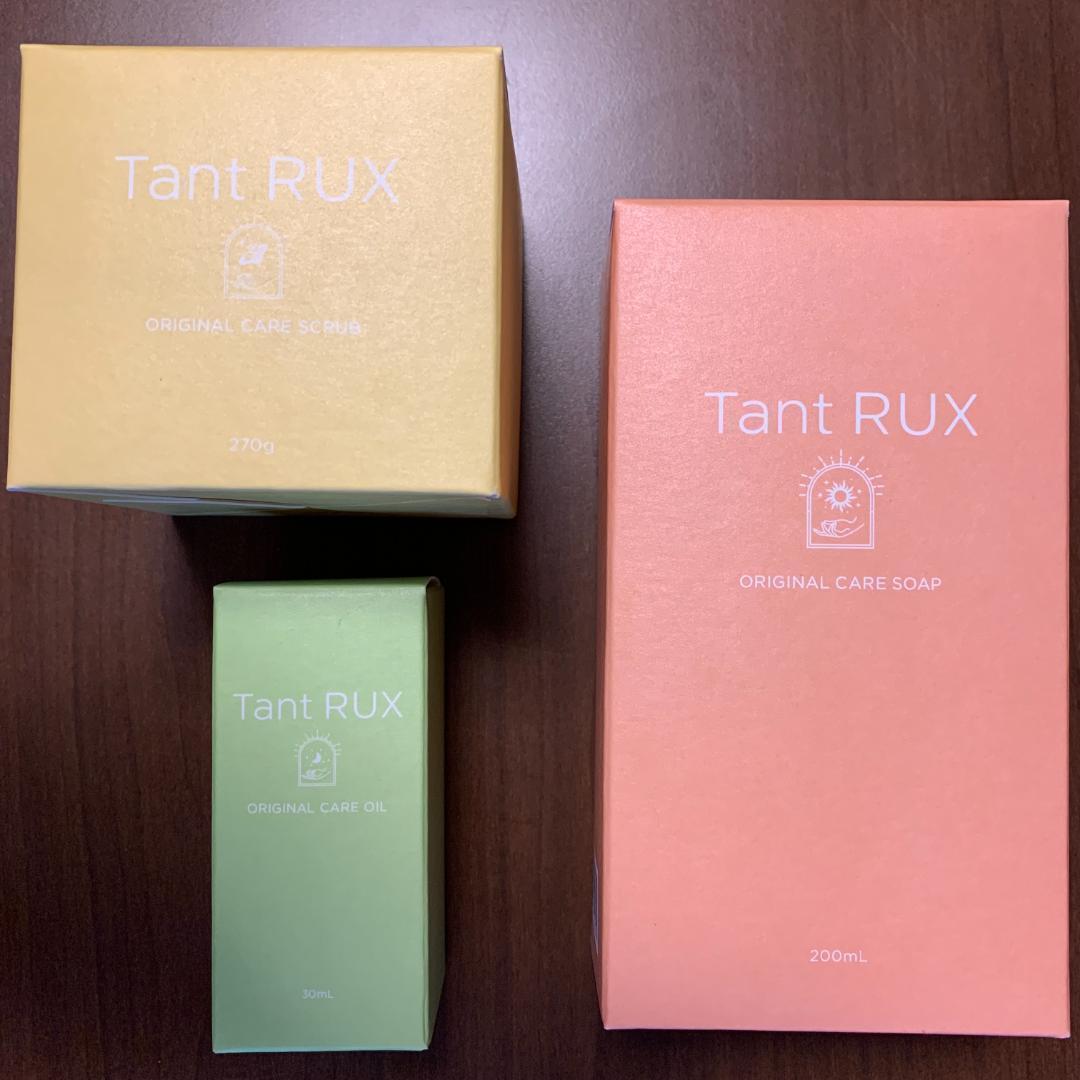 Tant RUX
ORIGINAL CARE SCRUB
270g
Tant RUX
ORIGINAL CARE OIL
30mL
Tant RUX
ORIGINAL CARE SOAP
200mL